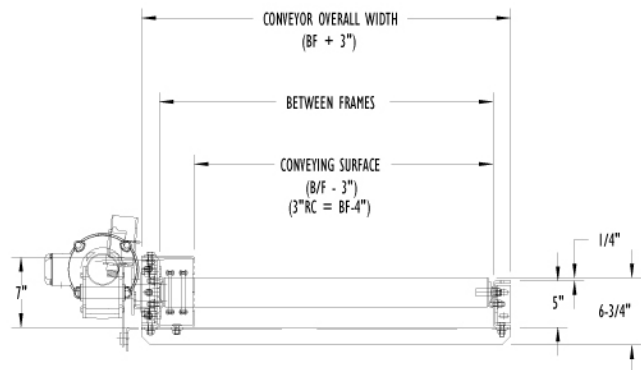 CONVEYOR OVERALL WIDTH
(BF + 3")
BETWEEN FRAMES
CONVEYING SURFACE
(B/F - 3")
(3"RC = BF-4")
1/4"
7"
5"
6-3/4"